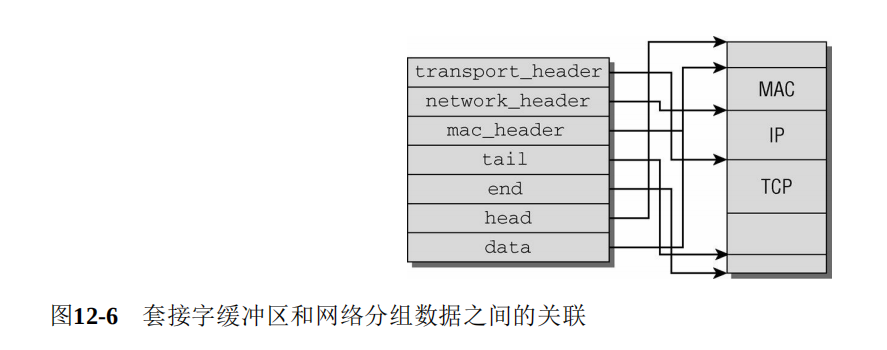 transport_header
network_header
mac_header
tail
end
head
data
MAC
IP
TCP
图12-6 套接字缓冲区和网络分组数据之间的关联